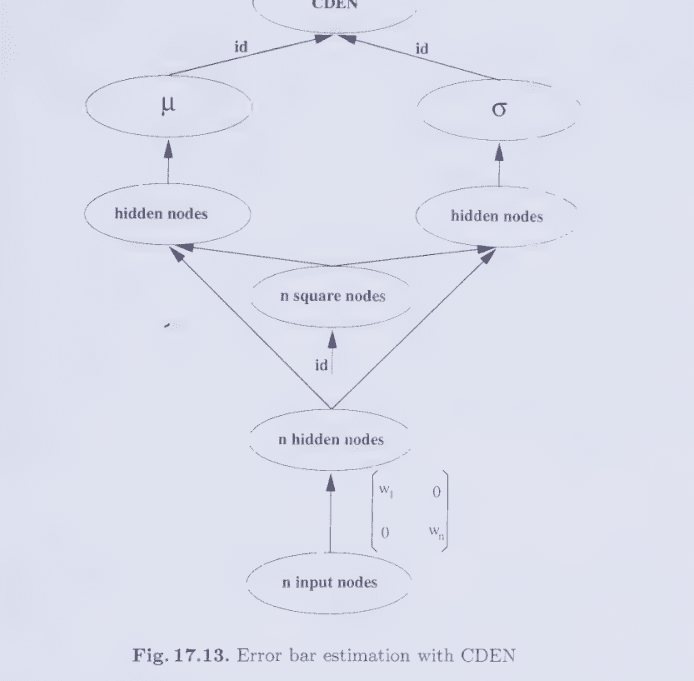 CDEN
id id
μ σ
hidden nodes hidden nodes
n square nodes
id
n hidden nodes
w₁ 0
0 wₙ
n input nodes
Fig. 17.13. Error bar estimation with CDEN